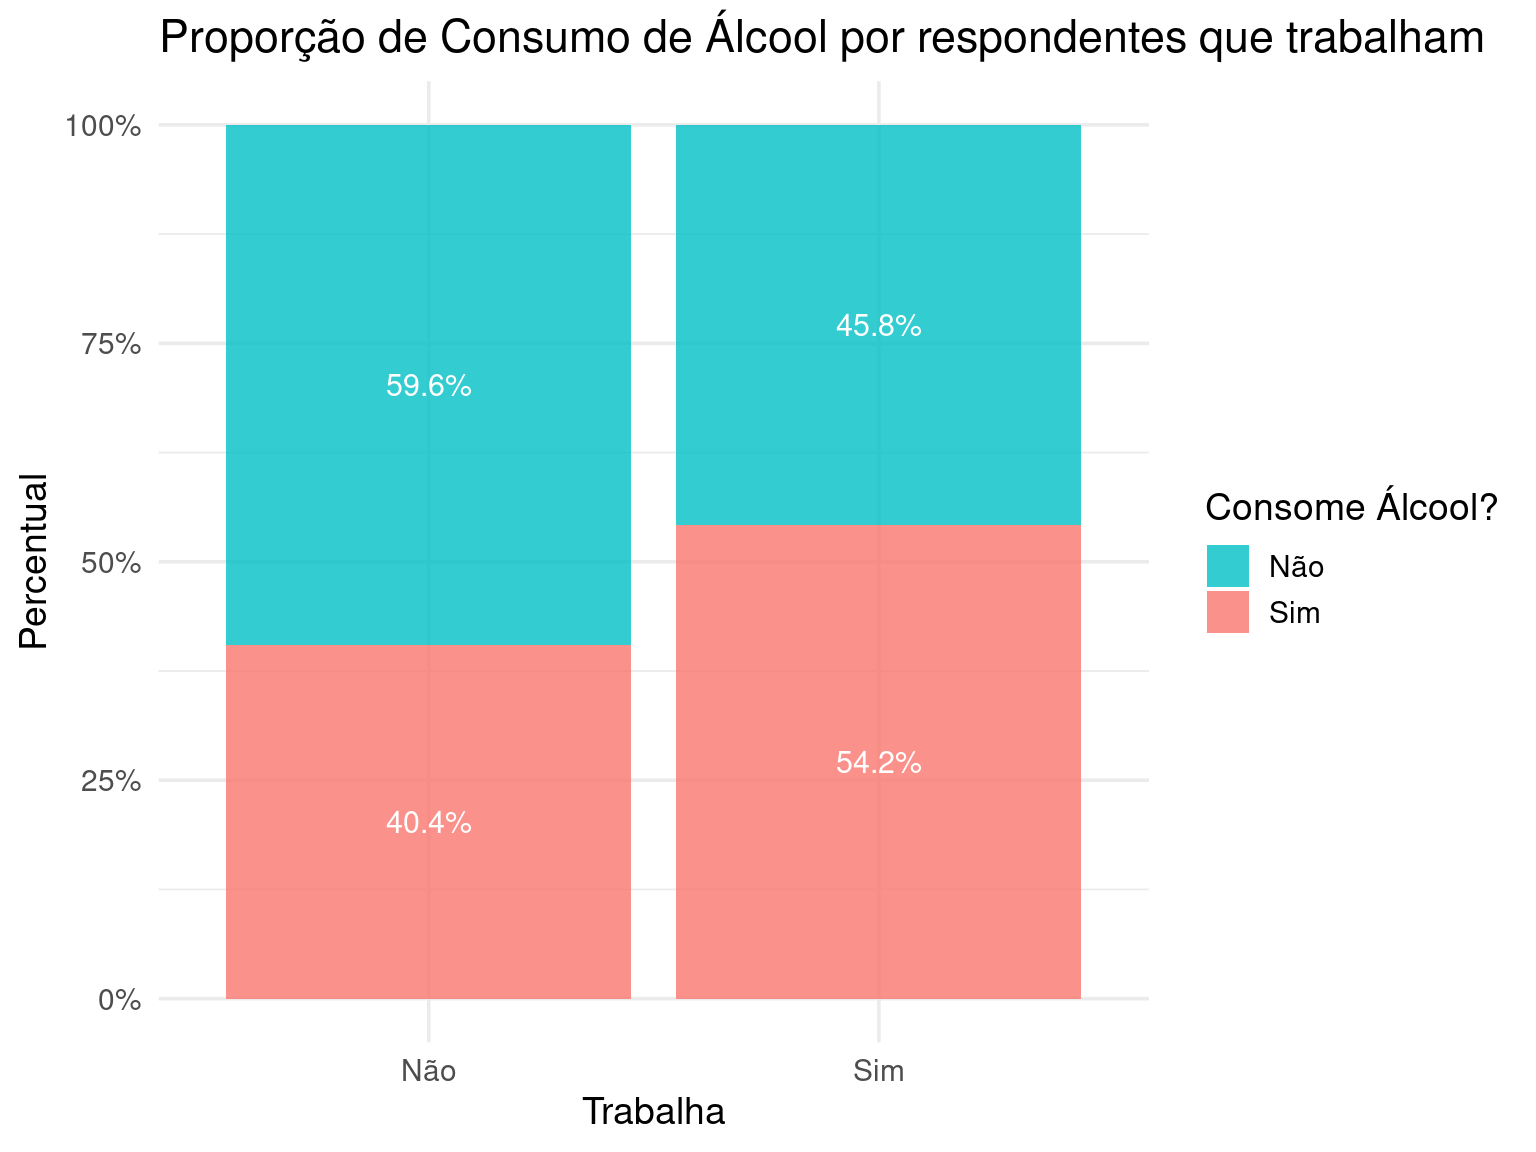 Proporção de Consumo de Álcool por respondentes que trabalham
100%
75%
50%
25%
0%
Percentual
59.6%
45.8%
40.4%
54.2%
Não
Sim
Trabalha
Consome Álcool?
Não
Sim